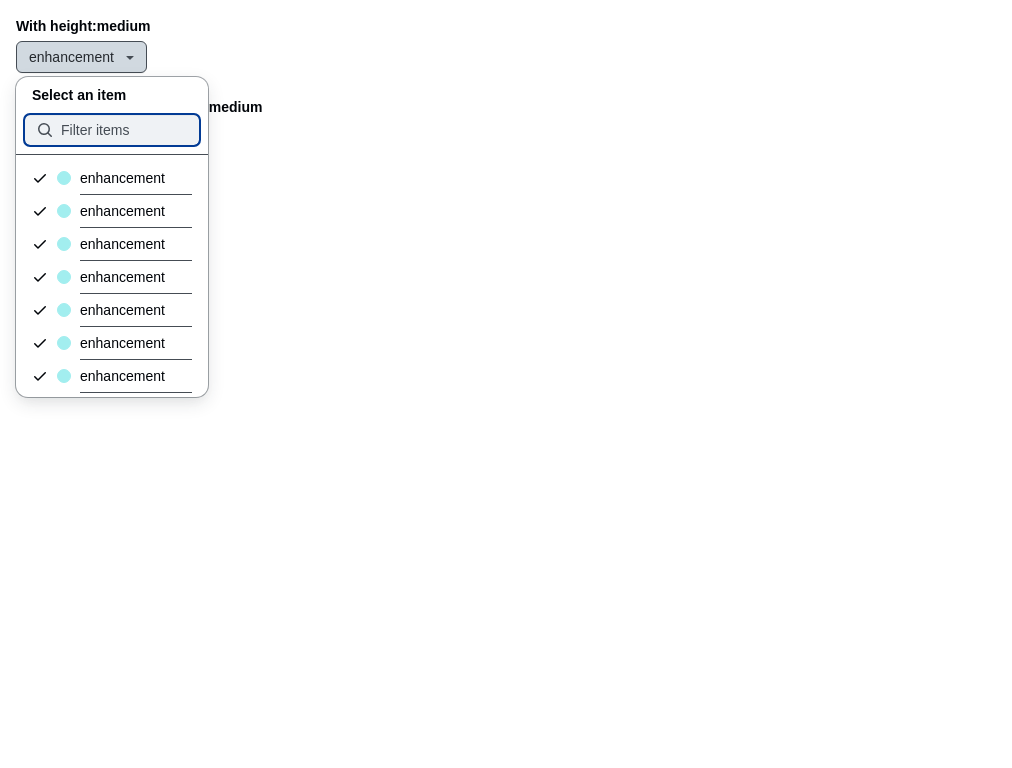 With height:medium
enhancement
Select an item
medium
Filter items
enhancement
enhancement
enhancement
enhancement
enhancement
enhancement
enhancement